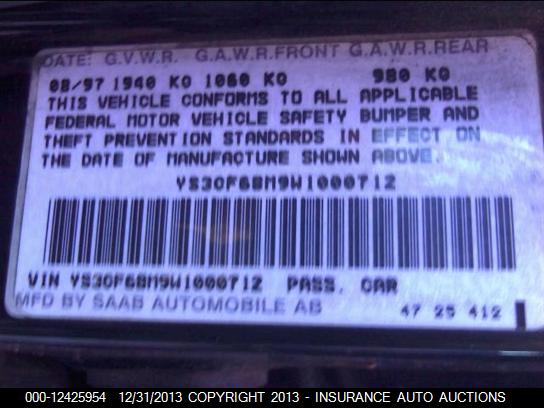 DATE: G.V.W.R. G.A.W.R.FRONT G.A.W.R.REAR
08/97 1940 KG 1060 KG 980 KG
THIS VEHICLE CONFORMS TO ALL APPLICABLE
FEDERAL MOTOR VEHICLE SAFETY BUMPER AND
THEFT PREVENTION STANDARDS IN EFFECT ON
THE DATE OF MANUFACTURE SHOWN ABOVE.
YS3CF68M9W1000712
VIN YS3CF68M9W1000712 PASS. CAR
MFD BY SAAB AUTOMOBILE AB 47 25 412
000-12425954 12/31/2013 COPYRIGHT 2013 - INSURANCE AUTO AUCTIONS